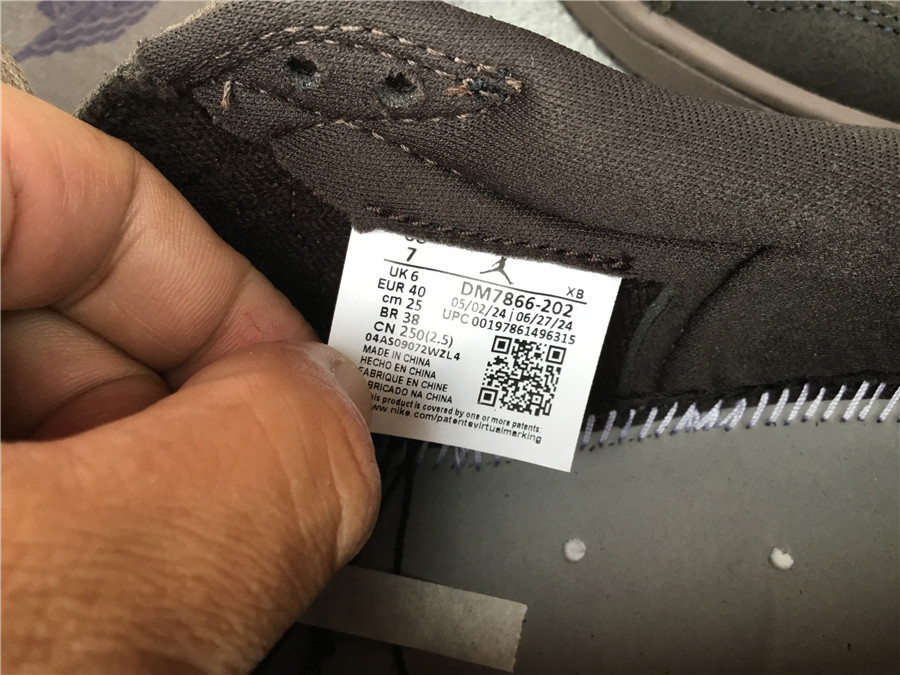 7
UK 6
EUR 40
cm 25
BR 38
CN 250(2.5)
04AS09072WZL4
MADE IN CHINA
HECHO EN CHINA
FABRIQUE EN CHINE
FABRICADO NA CHINA
This product is covered by one or more patents:
www.nike.com/patentsvirtualmarking
XB
DM7866-202
05/02/24 | 06/27/24
UPC 00197861496315